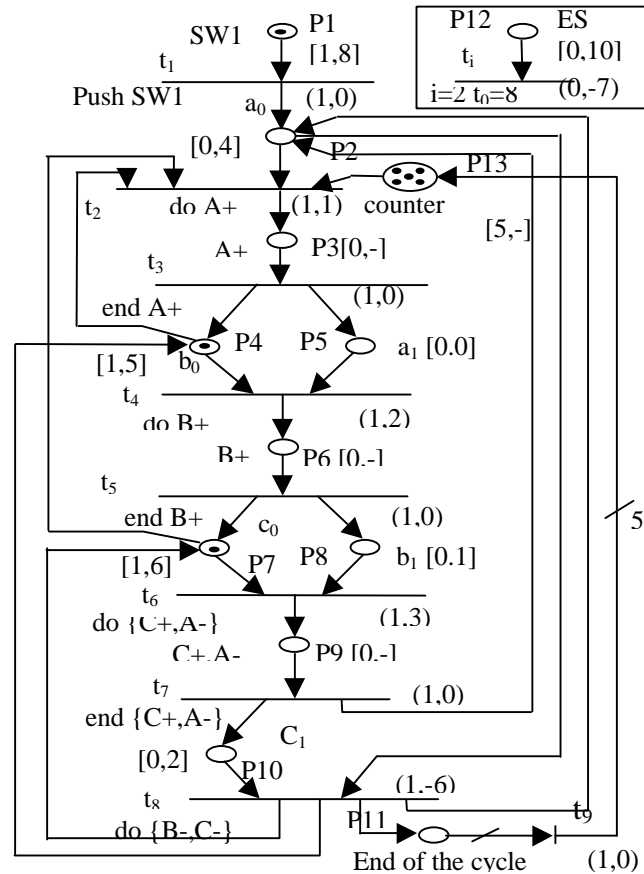 SW1 P1
[1,8]
t1
Push SW1
a0 (1,0)
P12 ES
[0,10]
ti
i=2 t0=8 (0,-7)
[0,4] P2
P13
t2
do A+ (1,1) counter
[5,-]
A+ P3[0,-]
t3
(1,0)
end A+
P4 P5
[1,5] b0 a1 [0.0]
t4
do B+ (1,2)
B+ P6 [0,-]
t5
end B+ c0 (1,0)
5
[1,6] P7 P8 b1 [0.1]
t6
do {C+,A-} (1,3)
C+,A- P9 [0,-]
t7
(1,0)
end {C+,A-}
C1
[0,2] P10
(1,-6)
t8
P11 t9
do {B-,C-}
End of the cycle
(1,0)